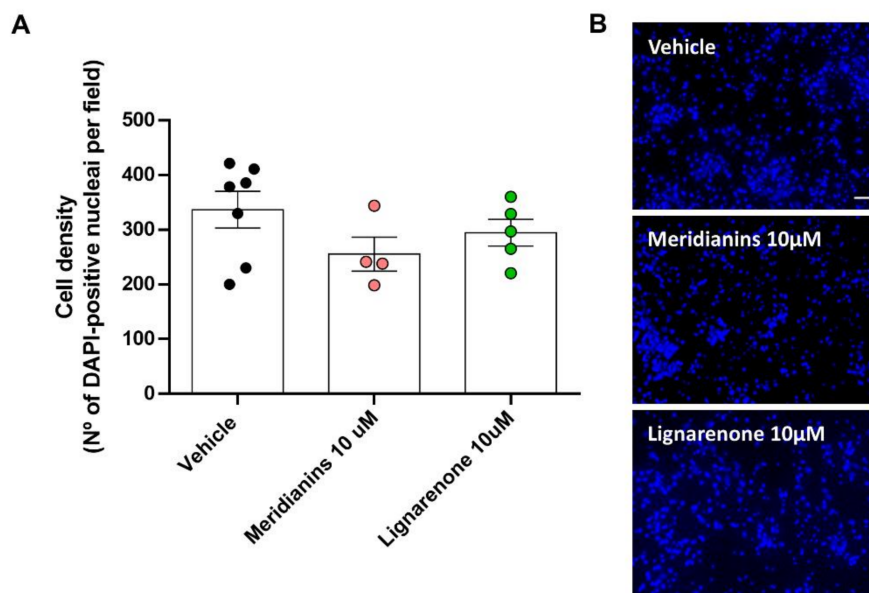 A
Cell density
(Nº of DAPI-positive nucleai per field)
500
400
300
200
100
0
Vehicle
Meridianins 10 uM
Lignarenone 10uM
B
Vehicle
Meridianins 10µM
Lignarenone 10µM